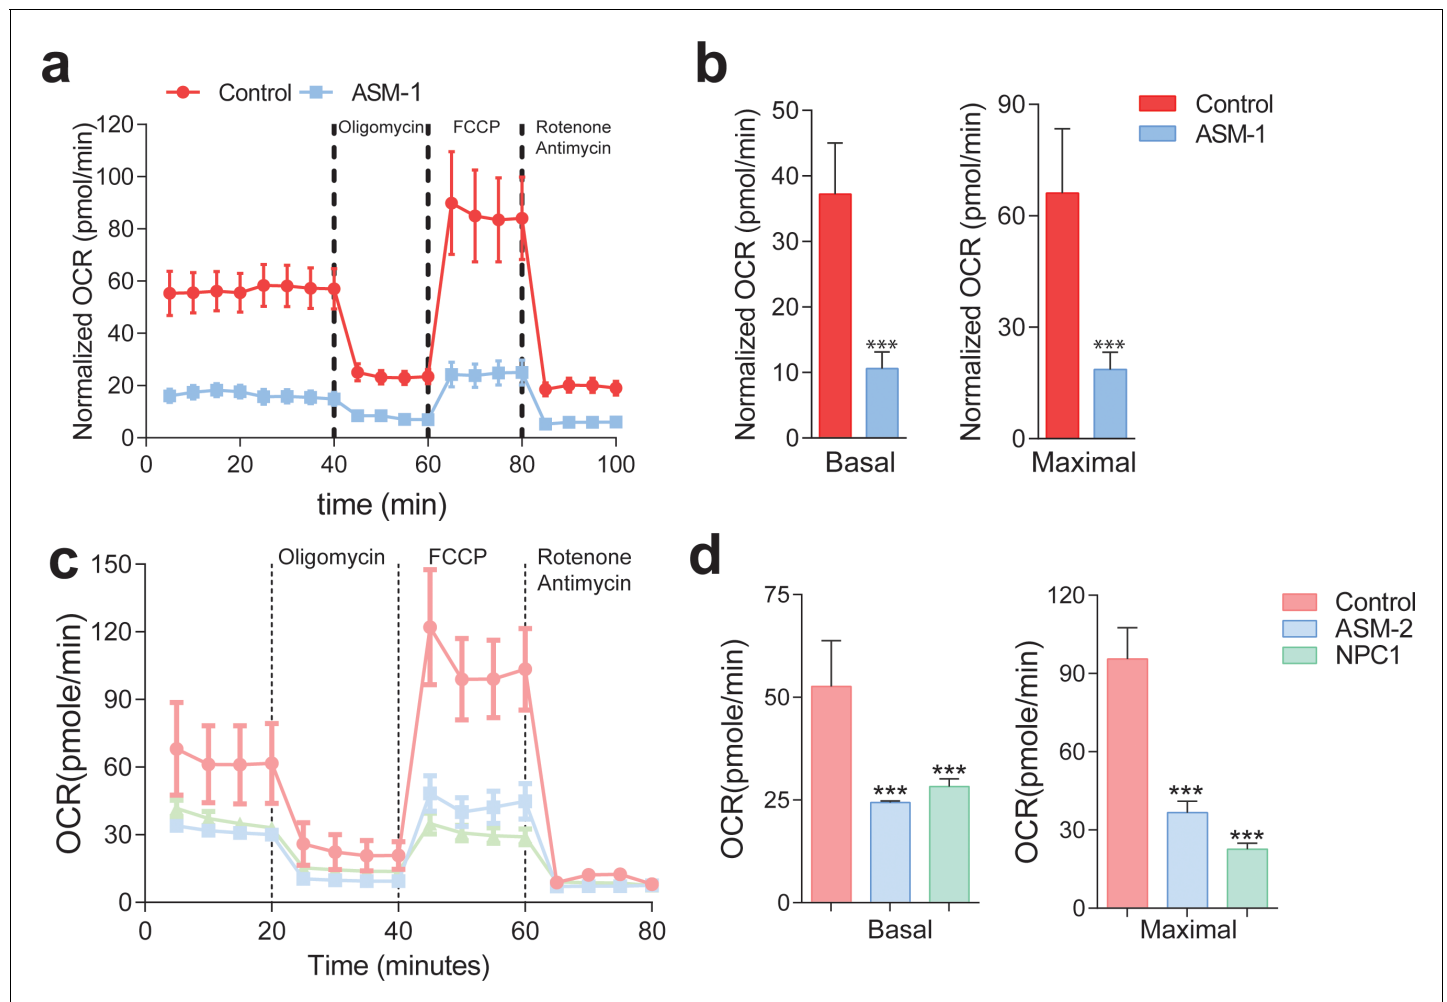 a
Control ASM-1
Normalized OCR (pmol/min)
120
100
80
60
40
20
0
Oligomycin FCCP Rotenone
Antimycin
0 20 40 60 80 100
time (min)
b
Control
ASM-1
Normalized OCR (pmol/min)
50
40
30
20
10
0
***
Basal
Normalized OCR (pmol/min)
90
60
30
0
***
Maximal
c
OCR(pmole/min)
150
120
90
60
30
0
Oligomycin FCCP Rotenone
Antimycin
0 20 40 60 80
Time (minutes)
d
Control
ASM-2
NPC1
OCR(pmole/min)
75
50
25
0
*** ***
Basal
OCR(pmole/min)
120
90
60
30
0
*** ***
Maximal